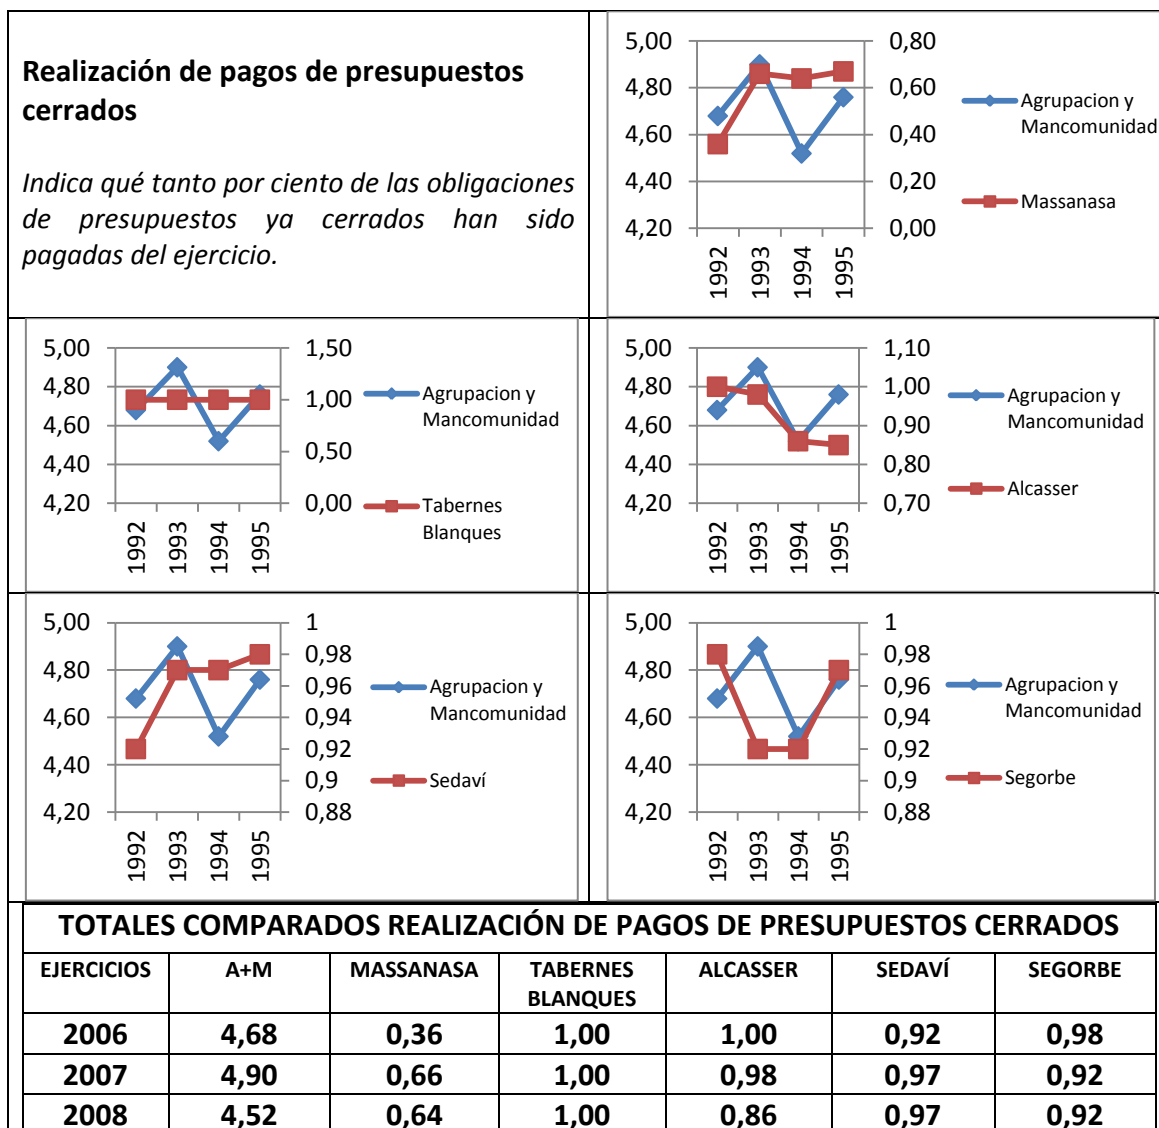 Realización de pagos de presupuestos
cerrados
Indica qué tanto por ciento de las obligaciones
de presupuestos ya cerrados han sido
pagadas del ejercicio.
5,00
4,80
4,60
4,40
4,20
0,80
0,60
0,40
0,20
0,00
1992
1993
1994
1995
Agrupacion y
Mancomunidad
Massanasa
5,00
4,80
4,60
4,40
4,20
1,50
1,00
0,50
0,00
1992
1993
1994
1995
Agrupacion y
Mancomunidad
Tabernes
Blanques
5,00
4,80
4,60
4,40
4,20
1,10
1,00
0,90
0,80
0,70
1992
1993
1994
1995
Agrupacion y
Mancomunidad
Alcasser
5,00
4,80
4,60
4,40
4,20
1
0,98
0,96
0,94
0,92
0,9
0,88
1992
1993
1994
1995
Agrupacion y
Mancomunidad
Sedaví
5,00
4,80
4,60
4,40
4,20
1
0,98
0,96
0,94
0,92
0,9
0,88
1992
1993
1994
1995
Agrupacion y
Mancomunidad
Segorbe
TOTALES COMPARADOS REALIZACIÓN DE PAGOS DE PRESUPUESTOS CERRADOS
EJERCICIOS A+M MASSANASA TABERNES BLANQUES ALCASSER SEDAVÍ SEGORBE
2006 4,68 0,36 1,00 1,00 0,92 0,98
2007 4,90 0,66 1,00 0,98 0,97 0,92
2008 4,52 0,64 1,00 0,86 0,97 0,92